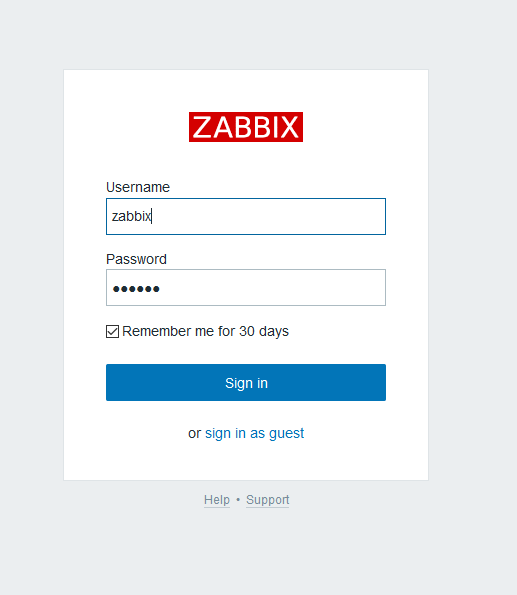 ZABBIX
Username
zabbix
Password
●●●●●●
Remember me for 30 days
Sign in
or sign in as guest
Help • Support